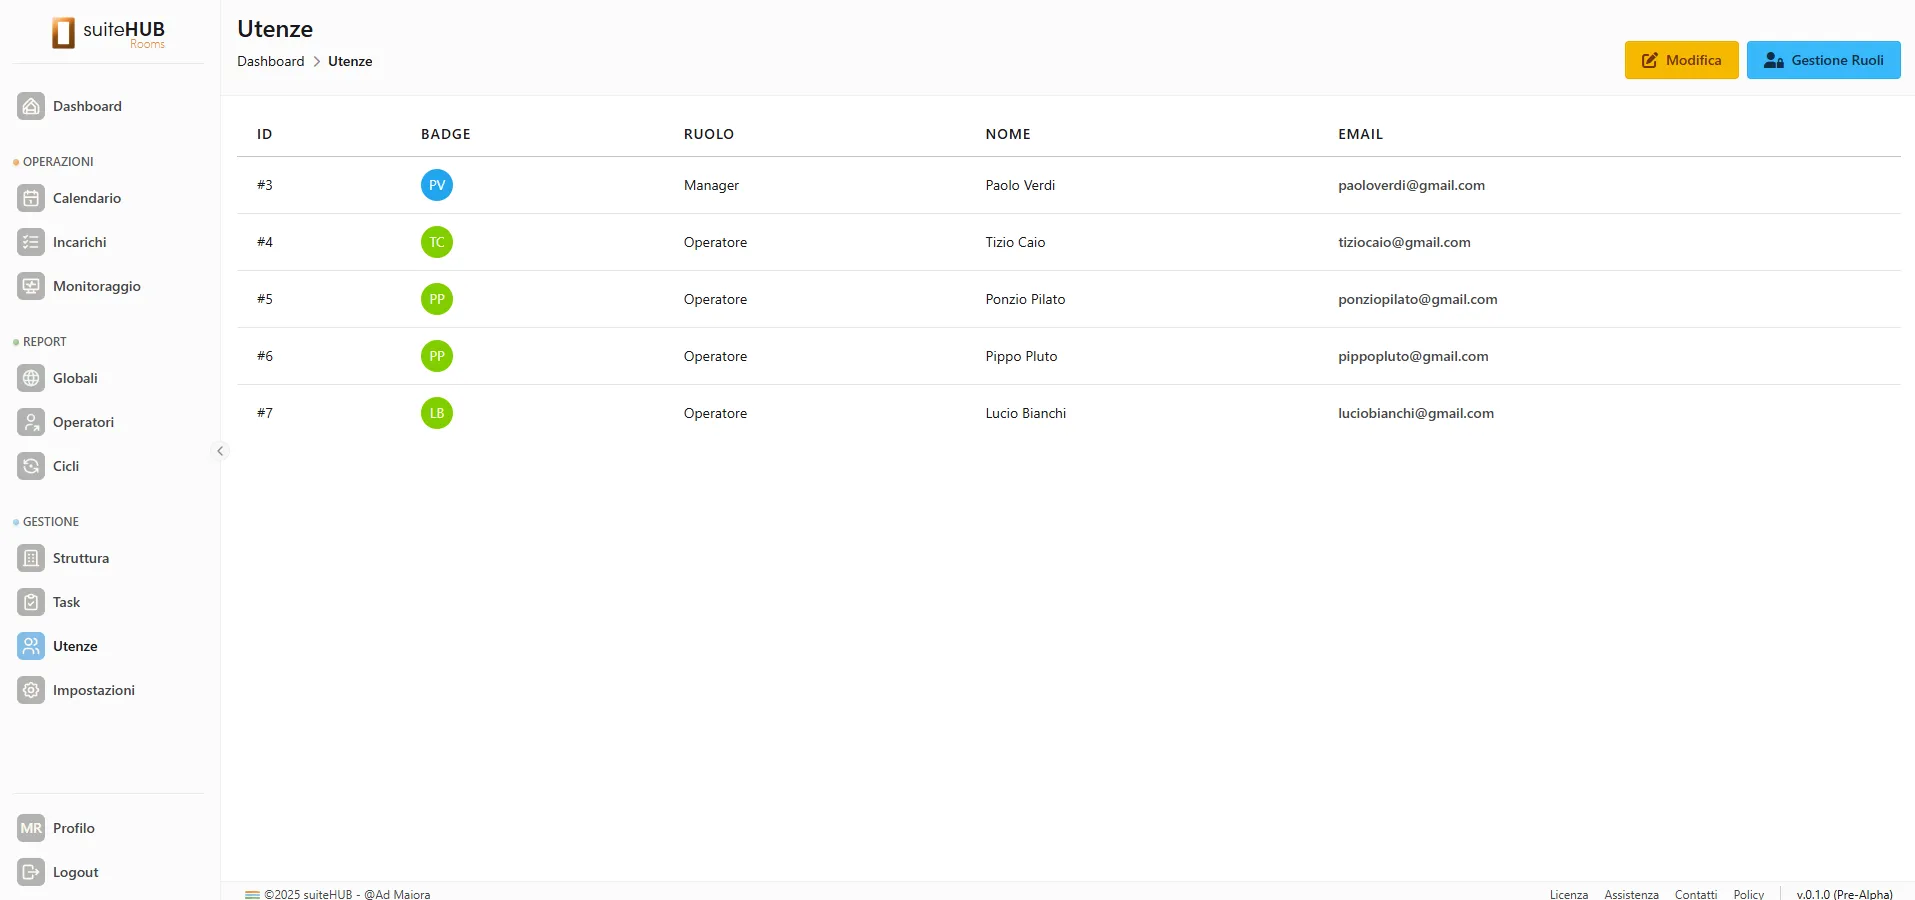 suiteHUB
Rooms
Dashboard
OPERAZIONI
Calendario
Incarichi
Monitoraggio
REPORT
Globali
Operatori
Cicli
GESTIONE
Struttura
Task
Utenze
Impostazioni
MR Profilo
Logout
Utenze
Dashboard > Utenze
Modifica Gestione Ruoli
ID BADGE RUOLO NOME EMAIL
#3 PV Manager Paolo Verdi paoloverdi@gmail.com
#4 TC Operatore Tizio Caio tiziocaio@gmail.com
#5 PP Operatore Ponzio Pilato ponziopilato@gmail.com
#6 PP Operatore Pippo Pluto pippopluto@gmail.com
#7 LB Operatore Lucio Bianchi luciobianchi@gmail.com
©2025 suiteHUB - @Ad Maiora Licenza Assistenza Contatti Policy v.0.1.0 (Pre-Alpha)